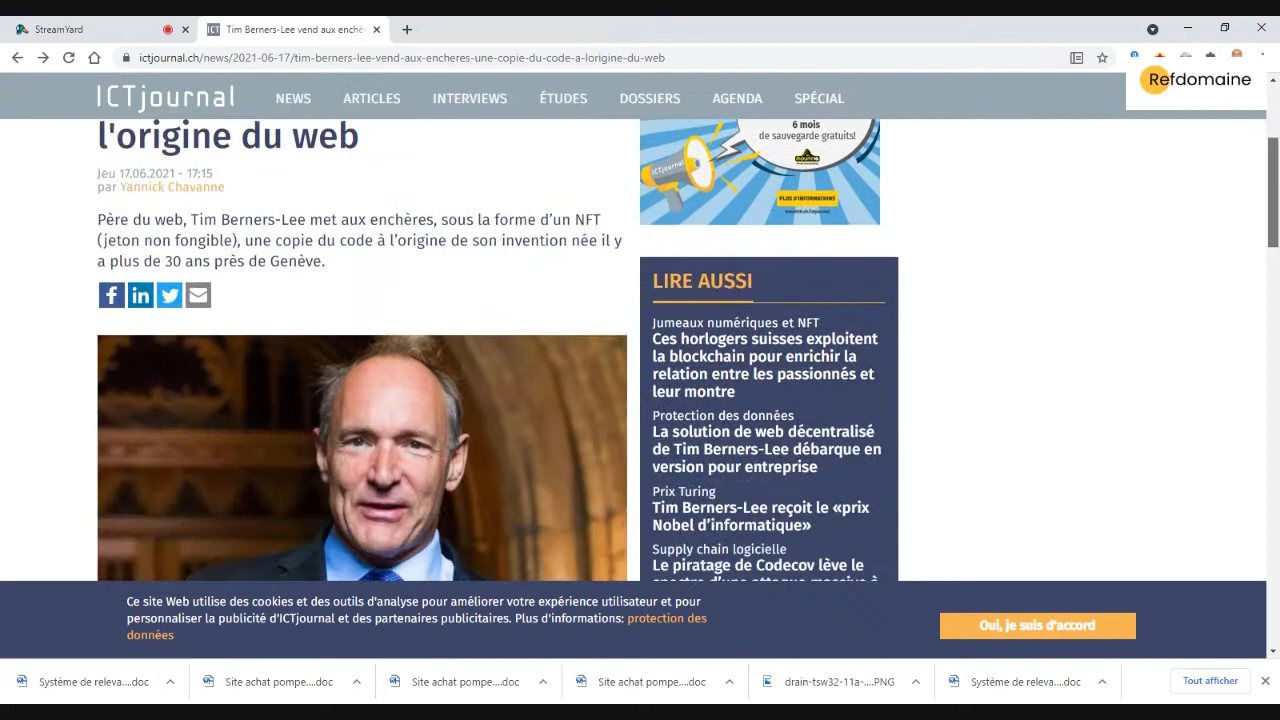 StreamYard
Tim Berners-Lee vend aux enchè
ictjournal.ch/news/2021-06-17/tim-berners-lee-vend-aux-encheres-une-copie-du-code-a-lorigine-du-web
Refdomaine
ICTjournal NEWS ARTICLES INTERVIEWS ÉTUDES DOSSIERS AGENDA SPÉCIAL
l'origine du web
Jeu 17.06.2021 - 17:15
par Yannick Chavanne
Père du web, Tim Berners-Lee met aux enchères, sous la forme d’un NFT
(jeton non fongible), une copie du code à l’origine de son invention née il y
a plus de 30 ans près de Genève.
6 mois
de sauvegarde gratuits!
ICTjournal
PLUS D'INFORMATIONS
LIRE AUSSI
Jumeaux numériques et NFT
Ces horlogers suisses exploitent
la blockchain pour enrichir la
relation entre les passionnés et
leur montre
Protection des données
La solution de web décentralisé
de Tim Berners-Lee débarque en
version pour entreprise
Prix Turing
Tim Berners-Lee reçoit le «prix
Nobel d’informatique»
Supply chain logicielle
Le piratage de Codecov lève le
spectre d’une attaque massive à
Ce site Web utilise des cookies et des outils d'analyse pour améliorer votre expérience utilisateur et pour
personnaliser la publicité d'ICTjournal et des partenaires publicitaires. Plus d'informations: protection des
données
Oui, je suis d'accord
Système de releva....doc
Site achat pompe....doc
Site achat pompe....doc
Site achat pompe....doc
drain-tsw32-11a-....PNG
Système de releva....doc
Tout afficher